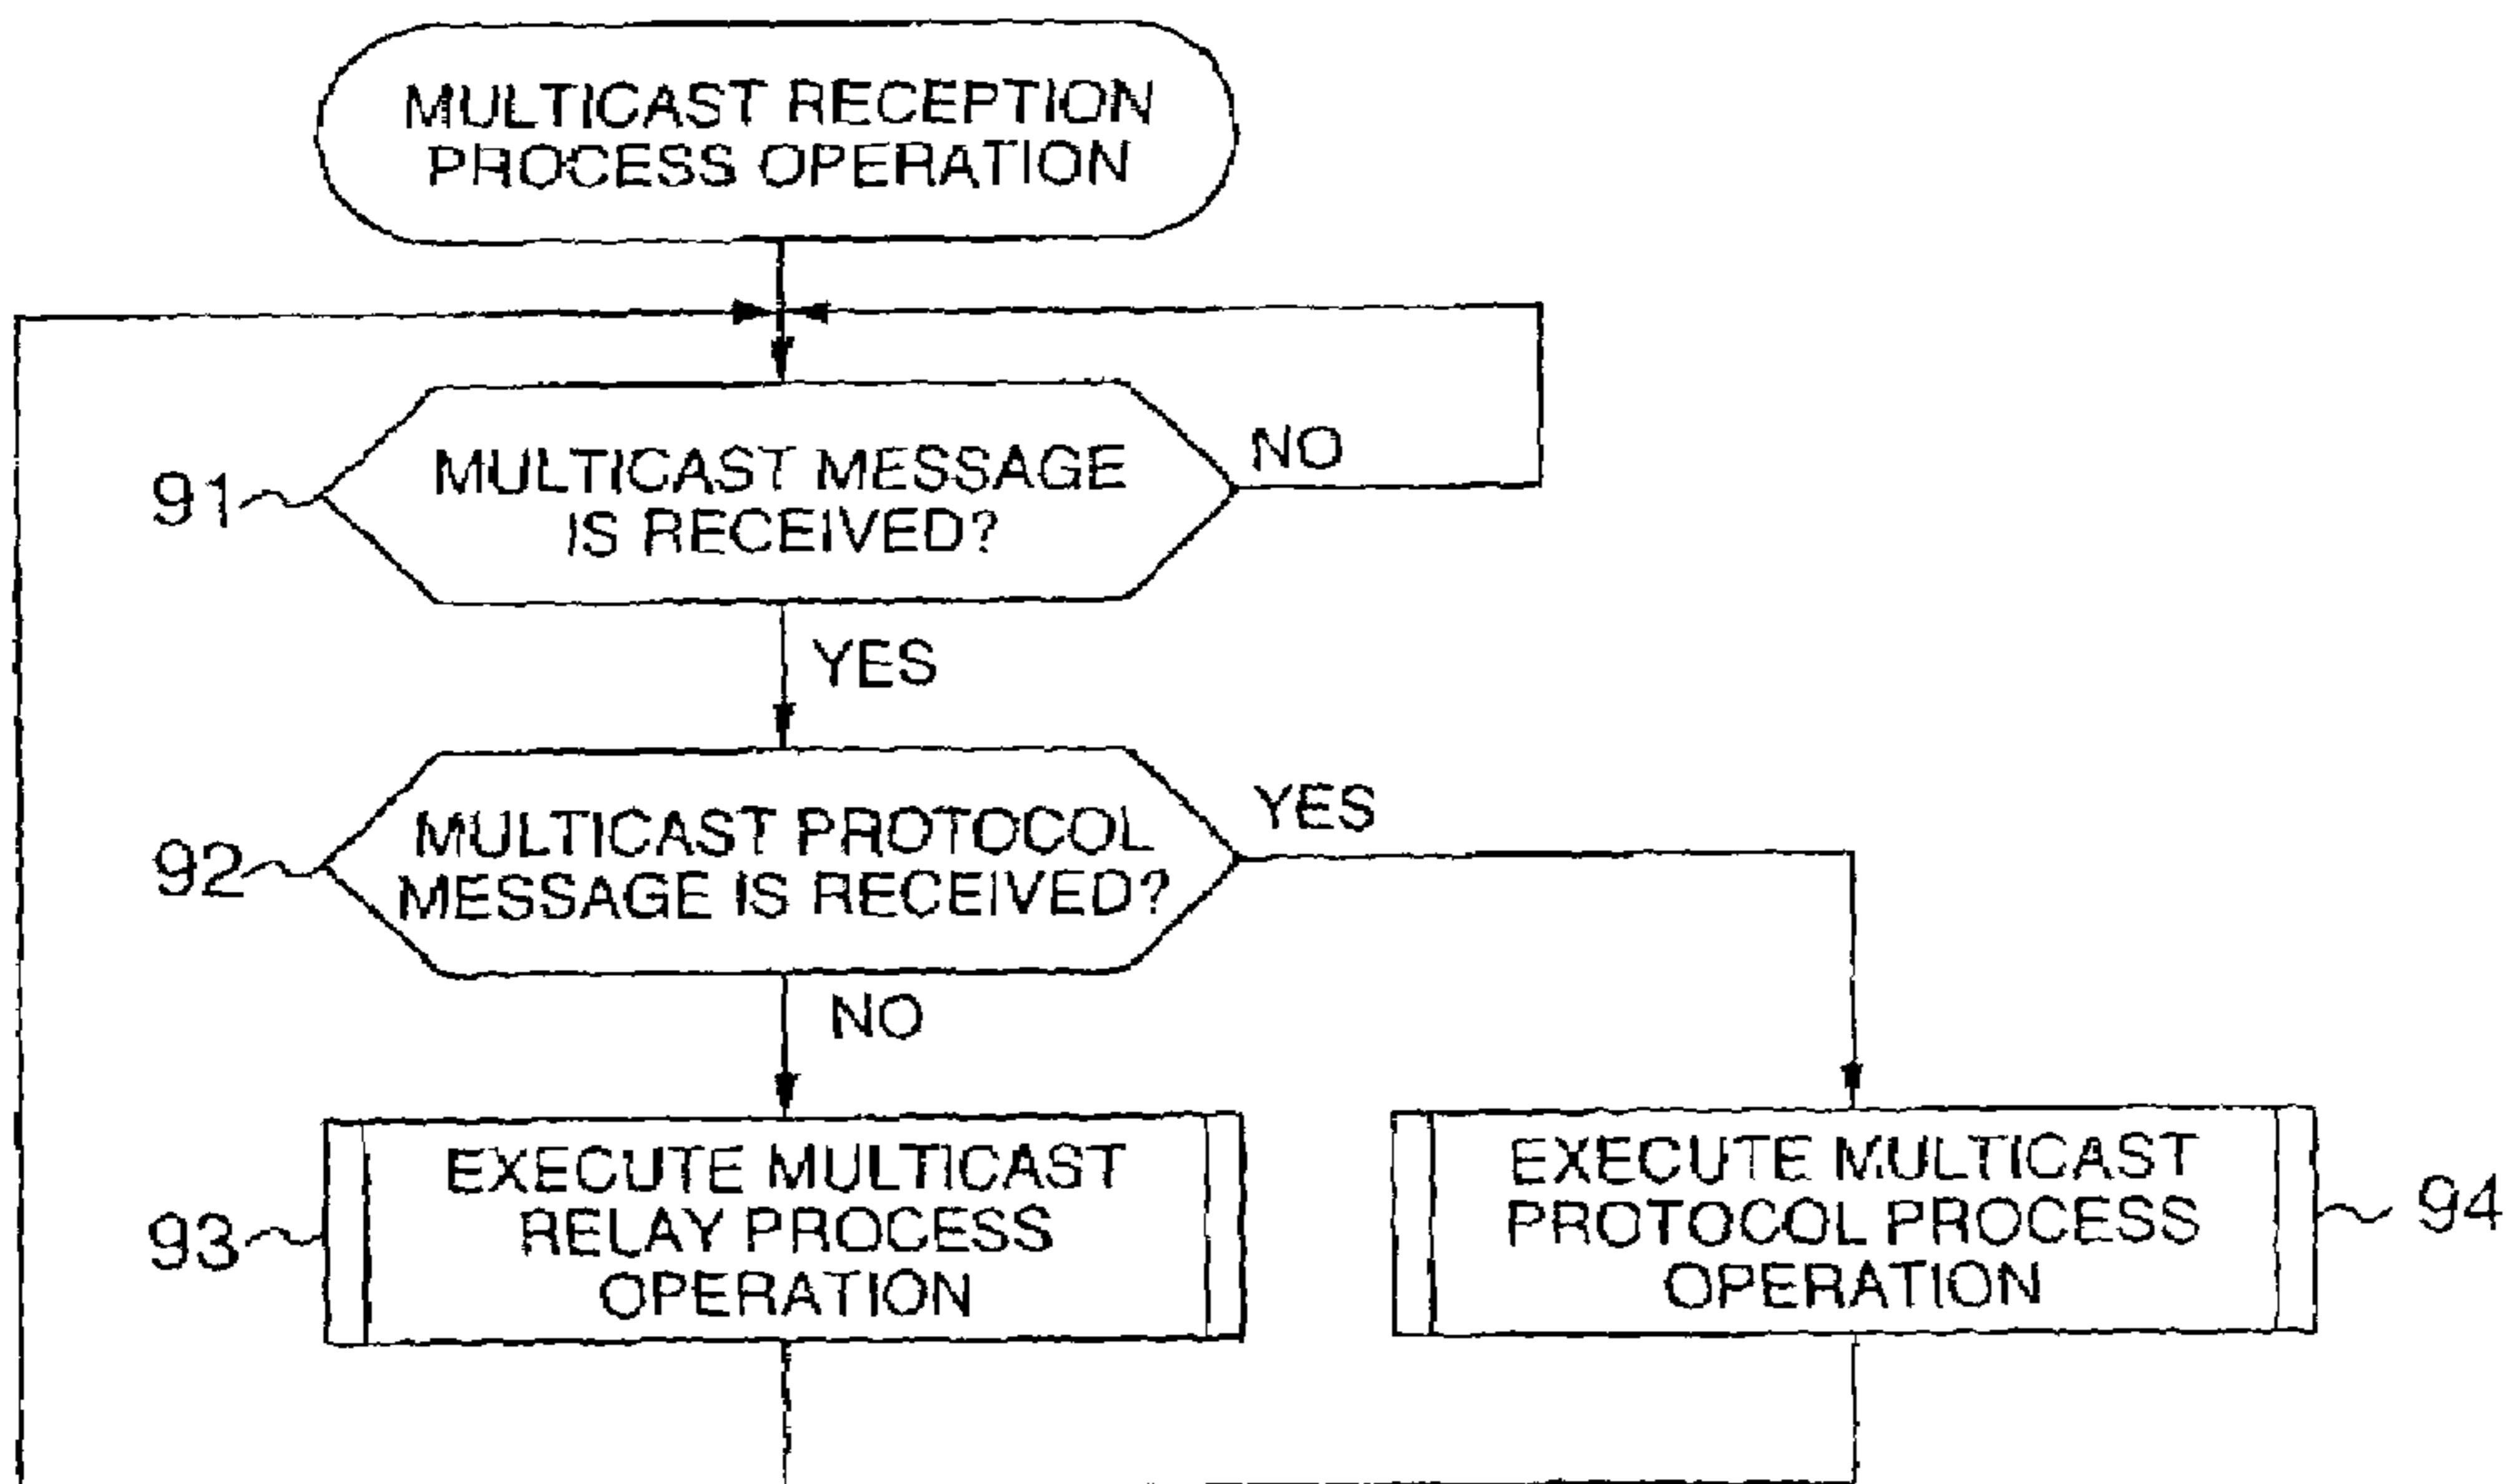 MULTICAST RECEPTION
PROCESS OPERATION
NO
91
MULTICAST MESSAGE
IS RECEIVED?
YES
YES
92
MULTICAST PROTOCOL
MESSAGE IS RECEIVED?
NO
93
EXECUTE MULTICAST
RELAY PROCESS
OPERATION
EXECUTE MULTICAST
PROTOCOL PROCESS
OPERATION
94